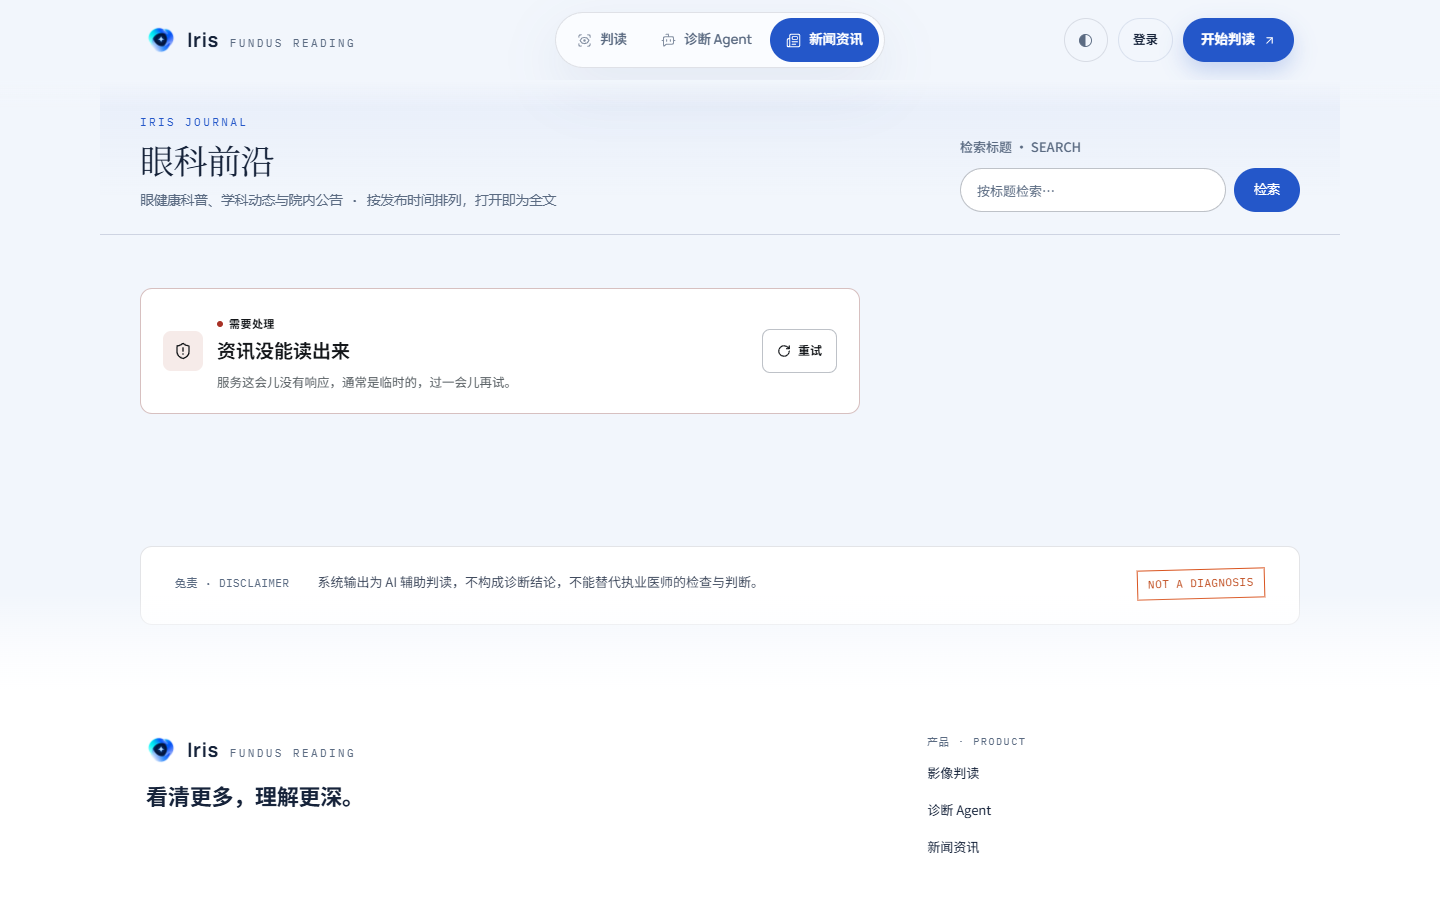 Iris FUNDUS READING
判读
诊断 Agent
新闻资讯
登录
开始判读
IRIS JOURNAL
眼科前沿
眼健康科普、学科动态与院内公告 · 按发布时间排列，打开即为全文
检索标题 · SEARCH
按标题检索…
检索
需要处理
资讯没能读出来
服务这会儿没有响应，通常是临时的，过一会儿再试。
重试
免责 · DISCLAIMER
系统输出为 AI 辅助判读，不构成诊断结论，不能替代执业医师的检查与判断。
NOT A DIAGNOSIS
Iris FUNDUS READING
看清更多，理解更深。
产品 · PRODUCT
影像判读
诊断 Agent
新闻资讯